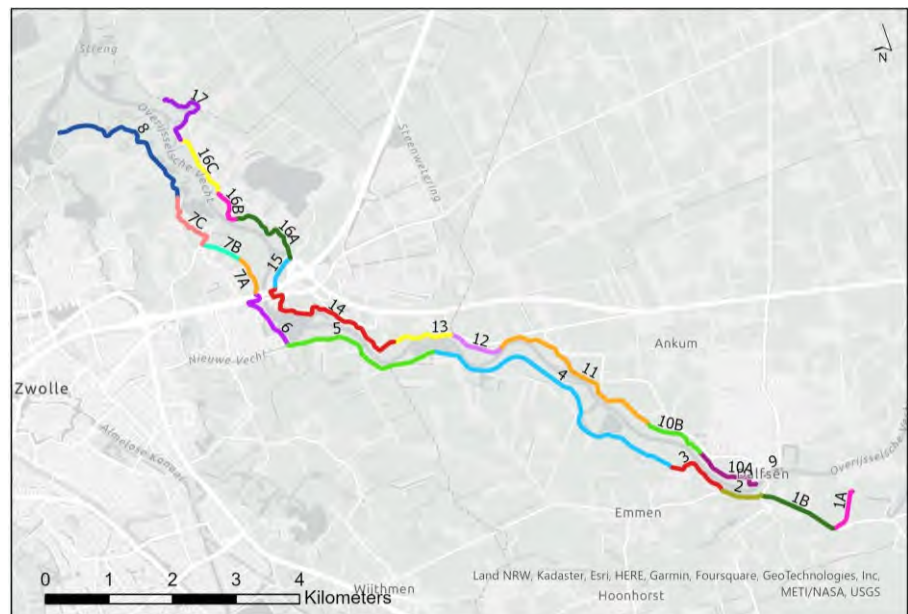 Streng
N
17
Overijsselsche Vecht
8
16C
Steenwetering
16B
7C
16A
7B
15
7A
14
13
6
5
12
Ankum
Nieuwe Vecht
11
4
Zwolle
10B
Almelose Kanaal
9
3
10A
Dalfsen
Overijsselsche Vecht
2
1B
1A
Emmen
0 1 2 3 4
Kilometers
Wijthmen
Land NRW, Kadaster, Esri, HERE, Garmin, Foursquare, GeoTechnologies, Inc,
METI/NASA, USGS
Hoonhorst